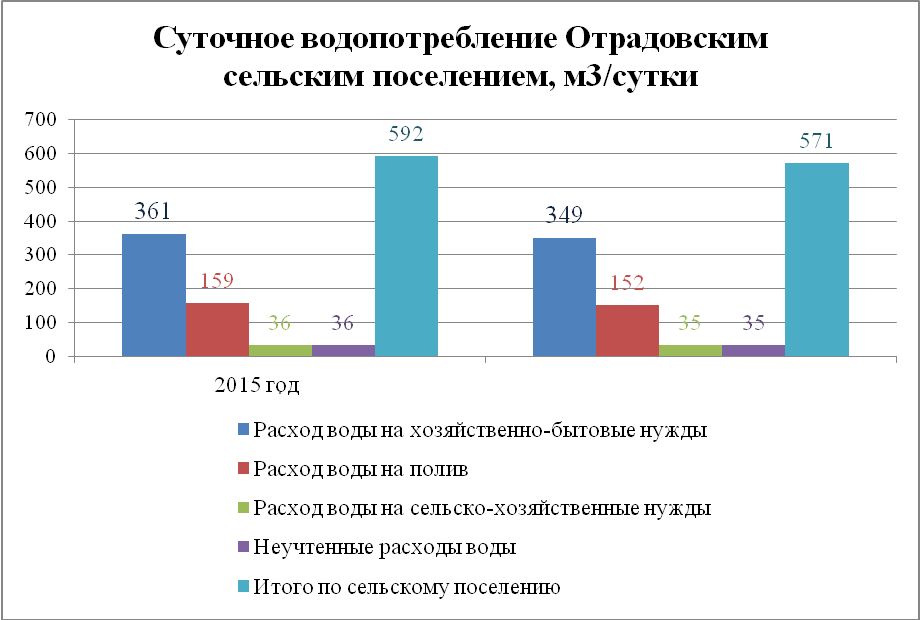 Суточное водопотребление Отрадовским
сельским поселением, м3/сутки
700
600
500
400
300
200
100
0
361
159
36
36
592
349
152
35
35
571
2015 год
Расход воды на хозяйственно-бытовые нужды
Расход воды на полив
Расход воды на сельско-хозяйственные нужды
Неучтенные расходы воды
Итого по сельскому поселению